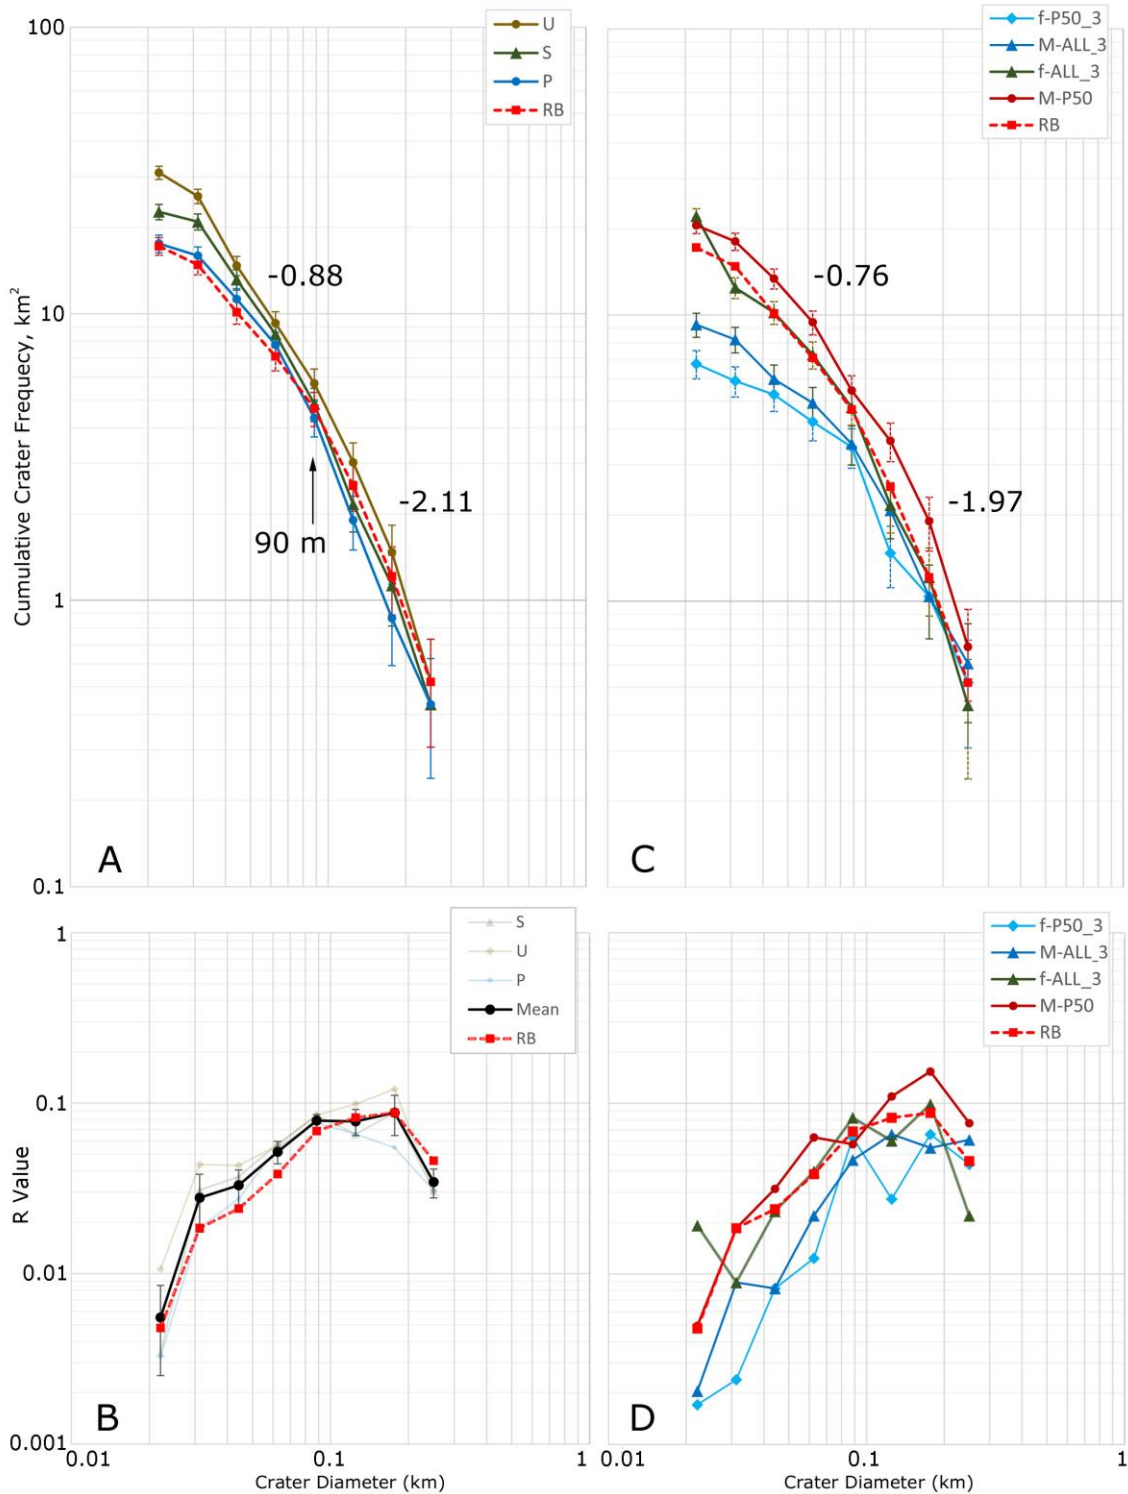 100
10
1
0.1
Cumulative Crater Frequecy, km²
U
S
P
RB
-0.88
-2.11
90 m
A
f-P50_3
M-ALL_3
f-ALL_3
M-P50
RB
-0.76
-1.97
C
1
0.1
0.01
0.001
R Value
S
U
P
Mean
RB
B
0.01
0.1
1
Crater Diameter (km)
f-P50_3
M-ALL_3
f-ALL_3
M-P50
RB
D
0.01
0.1
1
Crater Diameter (km)